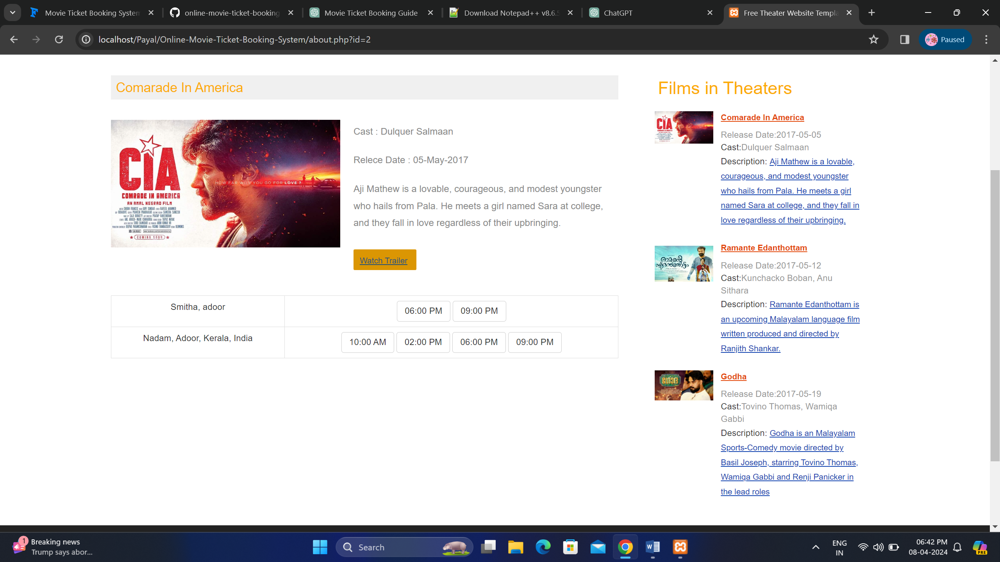 Movie Ticket Booking System
online-movie-ticket-booking
Movie Ticket Booking Guide
Download Notepad++ v8.6.5
ChatGPT
Free Theater Website Templa
localhost/Payal/Online-Movie-Ticket-Booking-System/about.php?id=2
Paused
Comarade In America
CIA
COMRADE IN AMERICA
AN AMAL NEERAD FILM
COMING SOON
HOW FAR WILL YOU GO FOR LOVE ?
Cast : Dulquer Salmaan
Relece Date : 05-May-2017
Aji Mathew is a lovable, courageous, and modest youngster
who hails from Pala. He meets a girl named Sara at college,
and they fall in love regardless of their upbringing.
Watch Trailer
Smitha, adoor
06:00 PM 09:00 PM
Nadam, Adoor, Kerala, India
10:00 AM 02:00 PM 06:00 PM 09:00 PM
Films in Theaters
CIA
Comarade In America
Release Date:2017-05-05
Cast:Dulquer Salmaan
Description: Aji Mathew is a lovable,
courageous, and modest youngster
who hails from Pala. He meets a girl
named Sara at college, and they fall in
love regardless of their upbringing.
രാമന്റെ
ഏദൻതോട്ടം
Ramante Edanthottam
Release Date:2017-05-12
Cast:Kunchacko Boban, Anu
Sithara
Description: Ramante Edanthottam is
an upcoming Malayalam language film
written produced and directed by
Ranjith Shankar.
ഗോദ
Godha
Release Date:2017-05-19
Cast:Tovino Thomas, Wamiqa
Gabbi
Description: Godha is an Malayalam
Sports-Comedy movie directed by
Basil Joseph, starring Tovino Thomas,
Wamiqa Gabbi and Renji Panicker in
the lead roles
1
Breaking news
Trump says abor...
Search
ENG
IN
06:42 PM
08-04-2024
PRE